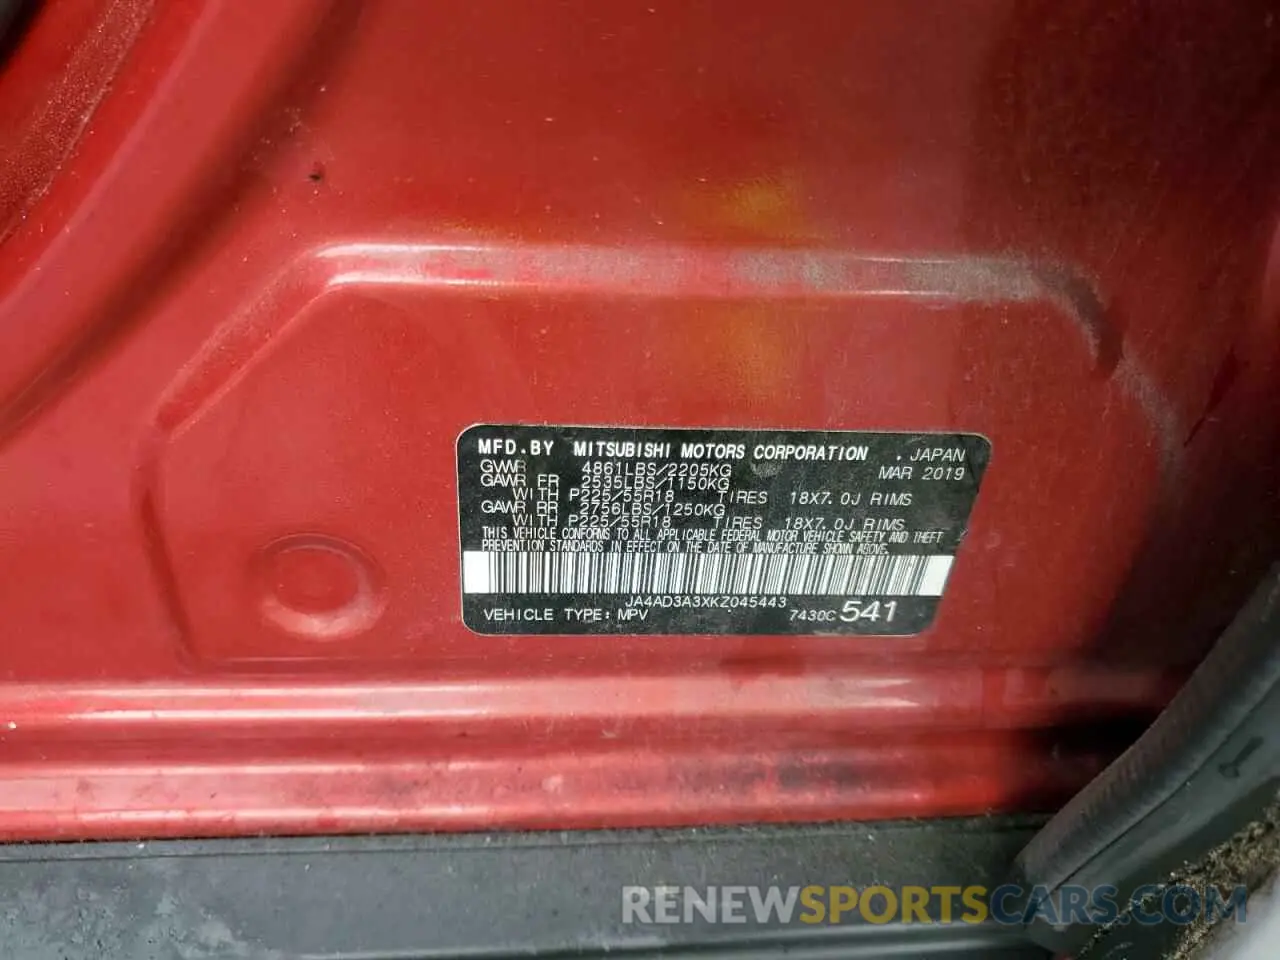 MFD.BY MITSUBISHI MOTORS CORPORATION , JAPAN
GVWR 4861LBS/2205KG MAR 2019
GAWR FR 2535LBS/1150KG
WITH P225/55R18 TIRES 18X7.0J RIMS
GAWR RR 2756LBS/1250KG
WITH P225/55R18 TIRES 18X7.0J RIMS
THIS VEHICLE CONFORMS TO ALL APPLICABLE FEDERAL MOTOR VEHICLE SAFETY AND THEFT
PREVENTION STANDARDS IN EFFECT ON THE DATE OF MANUFACTURE SHOWN ABOVE.
JA4AD3A3XKZ045443
VEHICLE TYPE: MPV 7430C 541
RENEWSPORTSCARS.COM